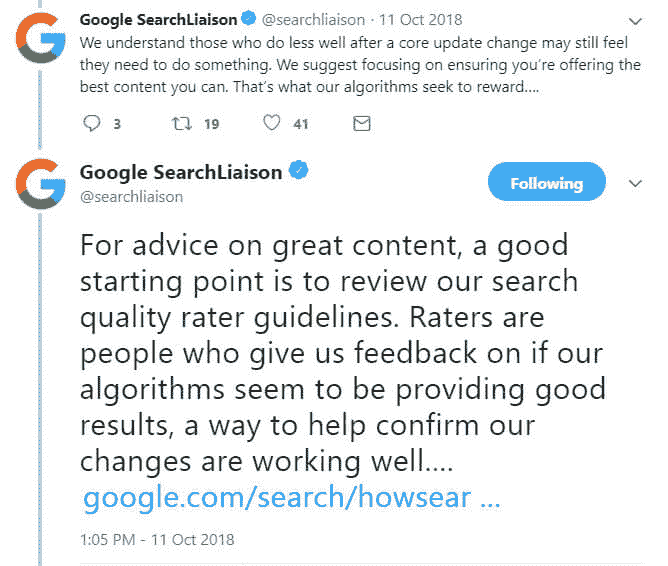 Google SearchLiaison @searchliaison · 11 Oct 2018
We understand those who do less well after a core update change may still feel
they need to do something. We suggest focusing on ensuring you're offering the
best content you can. That's what our algorithms seek to reward....
3 19 41
Google SearchLiaison
@searchliaison
Following
For advice on great content, a good
starting point is to review our search
quality rater guidelines. Raters are
people who give us feedback on if our
algorithms seem to be providing good
results, a way to help confirm our
changes are working well....
google.com/search/howsear ...
1:05 PM - 11 Oct 2018